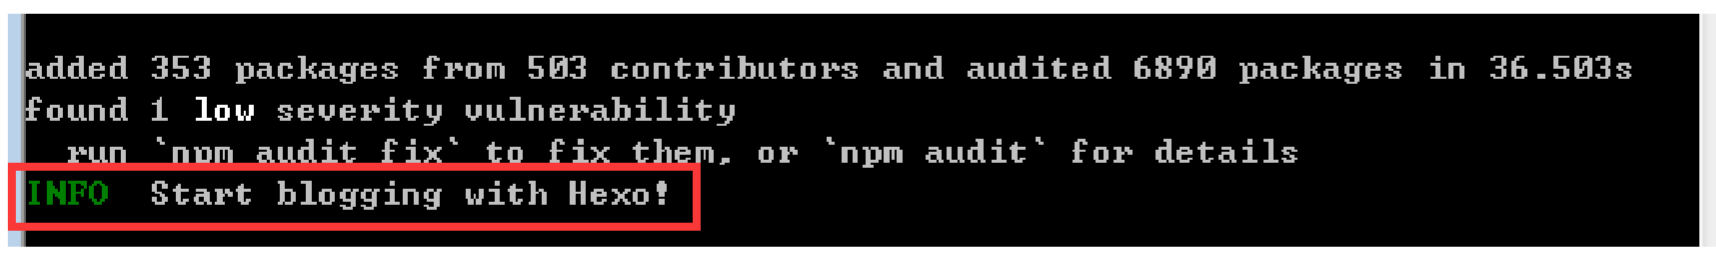 added 353 packages from 503 contributors and audited 6890 packages in 36.503s
found 1 low severity vulnerability
  run `npm audit fix` to fix them, or `npm audit` for details
INFO  Start blogging with Hexo!